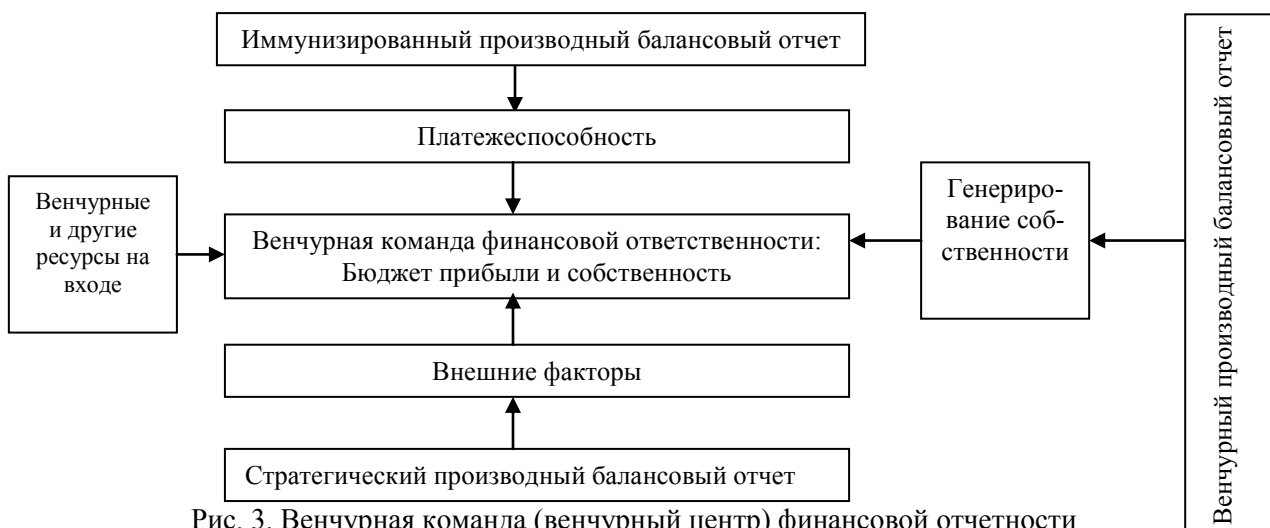 Иммунизированный производный балансовый отчет
Платежеспособность
Венчурные
и другие
ресурсы на
входе
Венчурная команда финансовой ответственности:
Бюджет прибыли и собственность
Генериро-
вание соб-
ственности
Венчурный производный балансовый отчет
Внешние факторы
Стратегический производный балансовый отчет
Рис. 3. Венчурная команда (венчурный центр) финансовой отчетности